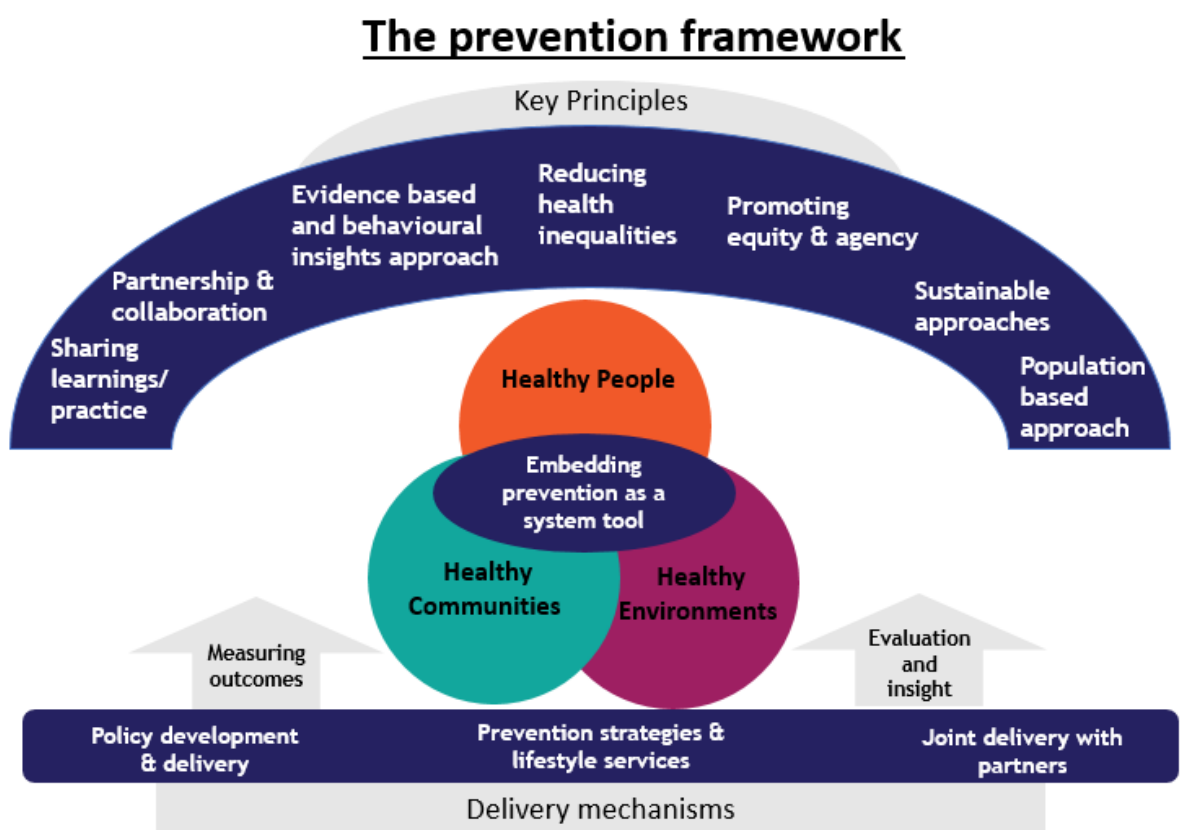 The prevention framework
Key Principles
Sharing
learnings/
practice
Partnership &
collaboration
Evidence based
and behavioural
insights approach
Reducing
health
inequalities
Promoting
equity & agency
Sustainable
approaches
Population
based
approach
Healthy People
Embedding
prevention as a
system tool
Healthy
Communities
Healthy
Environments
Measuring
outcomes
Evaluation
and
insight
Policy development
& delivery
Prevention strategies &
lifestyle services
Joint delivery with
partners
Delivery mechanisms